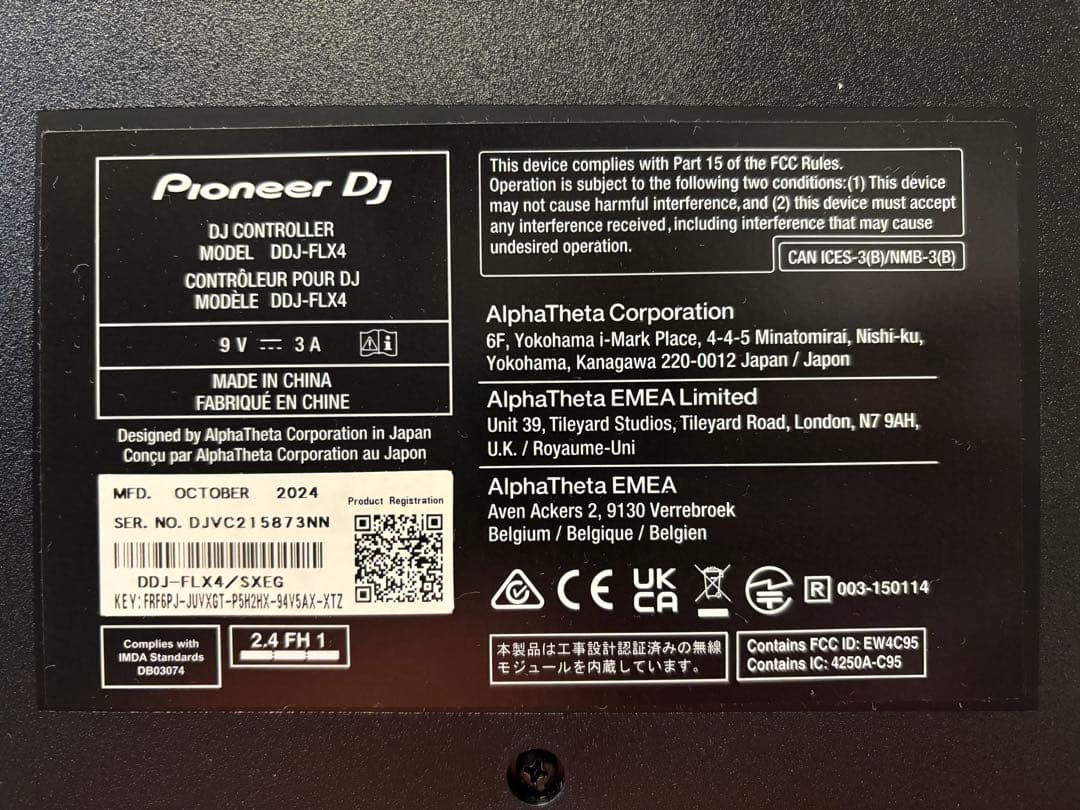 Pioneer Dj
DJ CONTROLLER
MODEL DDJ-FLX4
CONTRÔLEUR POUR DJ
MODÈLE DDJ-FLX4
9 V 3 A
MADE IN CHINA
FABRIQUÉ EN CHINE
Designed by AlphaTheta Corporation in Japan
Conçu par AlphaTheta Corporation au Japon
MFD. OCTOBER 2024
Product Registration
SER. NO. DJVC215873NN
DDJ-FLX4/SXEG
KEY:FRF6PJ-JUVXGT-P5H2HX-94V5AX-XTZ
Complies with
IMDA Standards
DB03074
2.4 FH 1
This device complies with Part 15 of the FCC Rules.
Operation is subject to the following two conditions:(1) This device
may not cause harmful interference, and (2) this device must accept
any interference received, including interference that may cause
undesired operation.
CAN ICES-3(B)/NMB-3(B)
AlphaTheta Corporation
6F, Yokohama i-Mark Place, 4-4-5 Minatomirai, Nishi-ku,
Yokohama, Kanagawa 220-0012 Japan / Japon
AlphaTheta EMEA Limited
Unit 39, Tileyard Studios, Tileyard Road, London, N7 9AH,
U.K. / Royaume-Uni
AlphaTheta EMEA
Aven Ackers 2, 9130 Verrebroek
Belgium / Belgique / Belgien
CE
UK
CA
R 003-150114
本製品は工事設計認証済みの無線
モジュールを内蔵しています。
Contains FCC ID: EW4C95
Contains IC: 4250A-C95